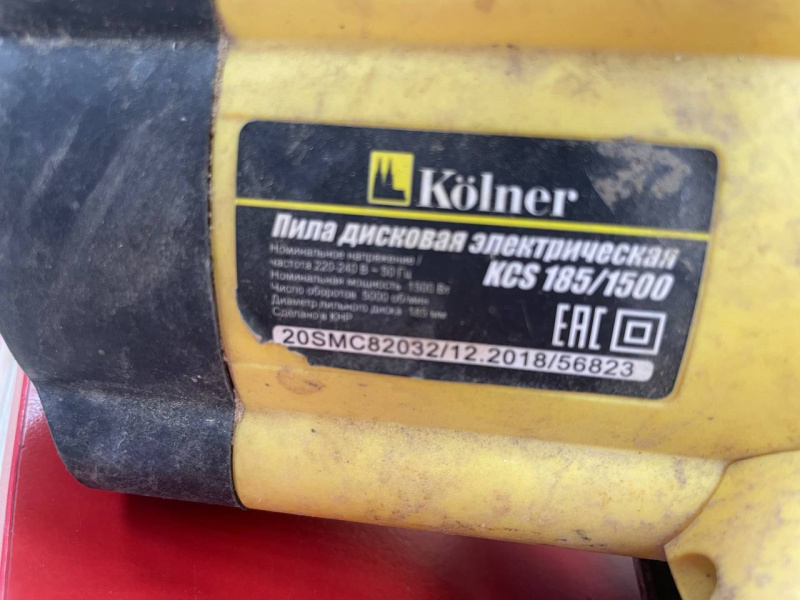 Kölner
Пила дисковая электрическая
KCS 185/1500
Номинальное напряжение /
частота 220-240 В ~ 50 Гц
Номинальная мощность 1500 Вт
Число оборотов 5000 об/мин
Диаметр пильного диска 185 мм
Сделано в КНР
EAC
20SMC82032/12.2018/56823